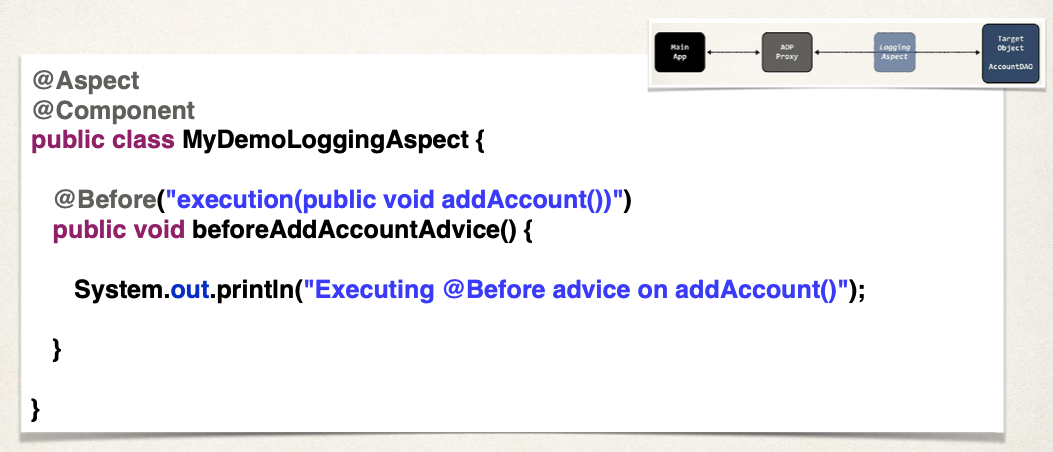 Main
App
AOP
Proxy
Logging
Aspect
Target
Object
AccountDAO
@Aspect
@Component
public class MyDemoLoggingAspect {
@Before("execution(public void addAccount())")
public void beforeAddAccountAdvice() {
System.out.println("Executing @Before advice on addAccount()");
}
}